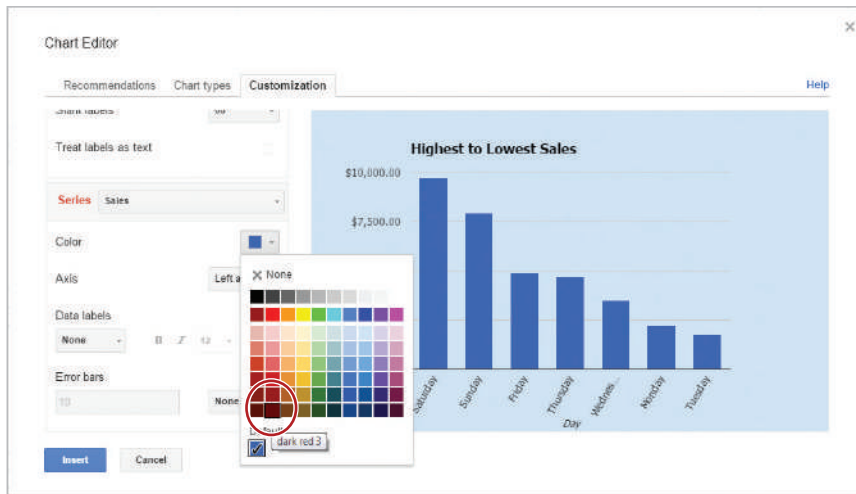 Chart Editor
Recommendations Chart types Customization Help
Treat labels as text
Series Sales
Color
None
Axis Left a
Data labels
None B I 12
Error bars
10 None
dark red 3
Insert Cancel
Highest to Lowest Sales
$10,000.00
$7,500.00
Saturday Sunday Friday Thursday Wednes... Monday Tuesday
Day